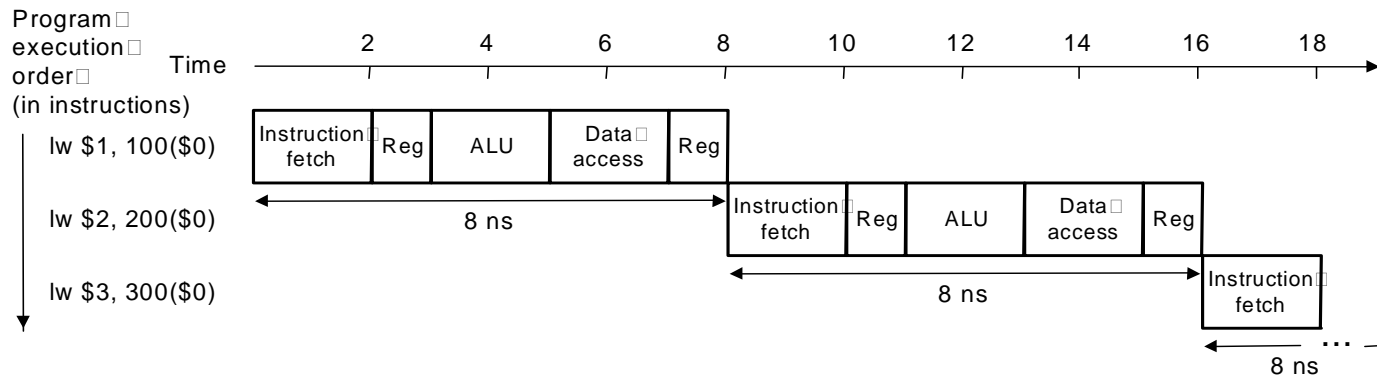 Program
execution
order
(in instructions)
Time
2 4 6 8 10 12 14 16 18
lw $1, 100($0)
Instruction
fetch
Reg
ALU
Data
access
Reg
8 ns
lw $2, 200($0)
Instruction
fetch
Reg
ALU
Data
access
Reg
8 ns
lw $3, 300($0)
Instruction
fetch
...
8 ns